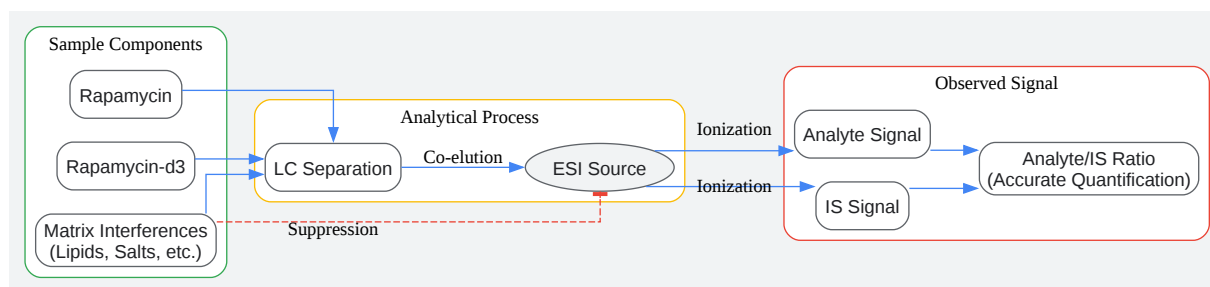 Sample Components
Rapamycin
Rapamycin-d3
Matrix Interferences
(Lipids, Salts, etc.)
Analytical Process
LC Separation
Co-elution
ESI Source
Suppression
Ionization
Ionization
Observed Signal
Analyte Signal
IS Signal
Analyte/IS Ratio
(Accurate Quantification)